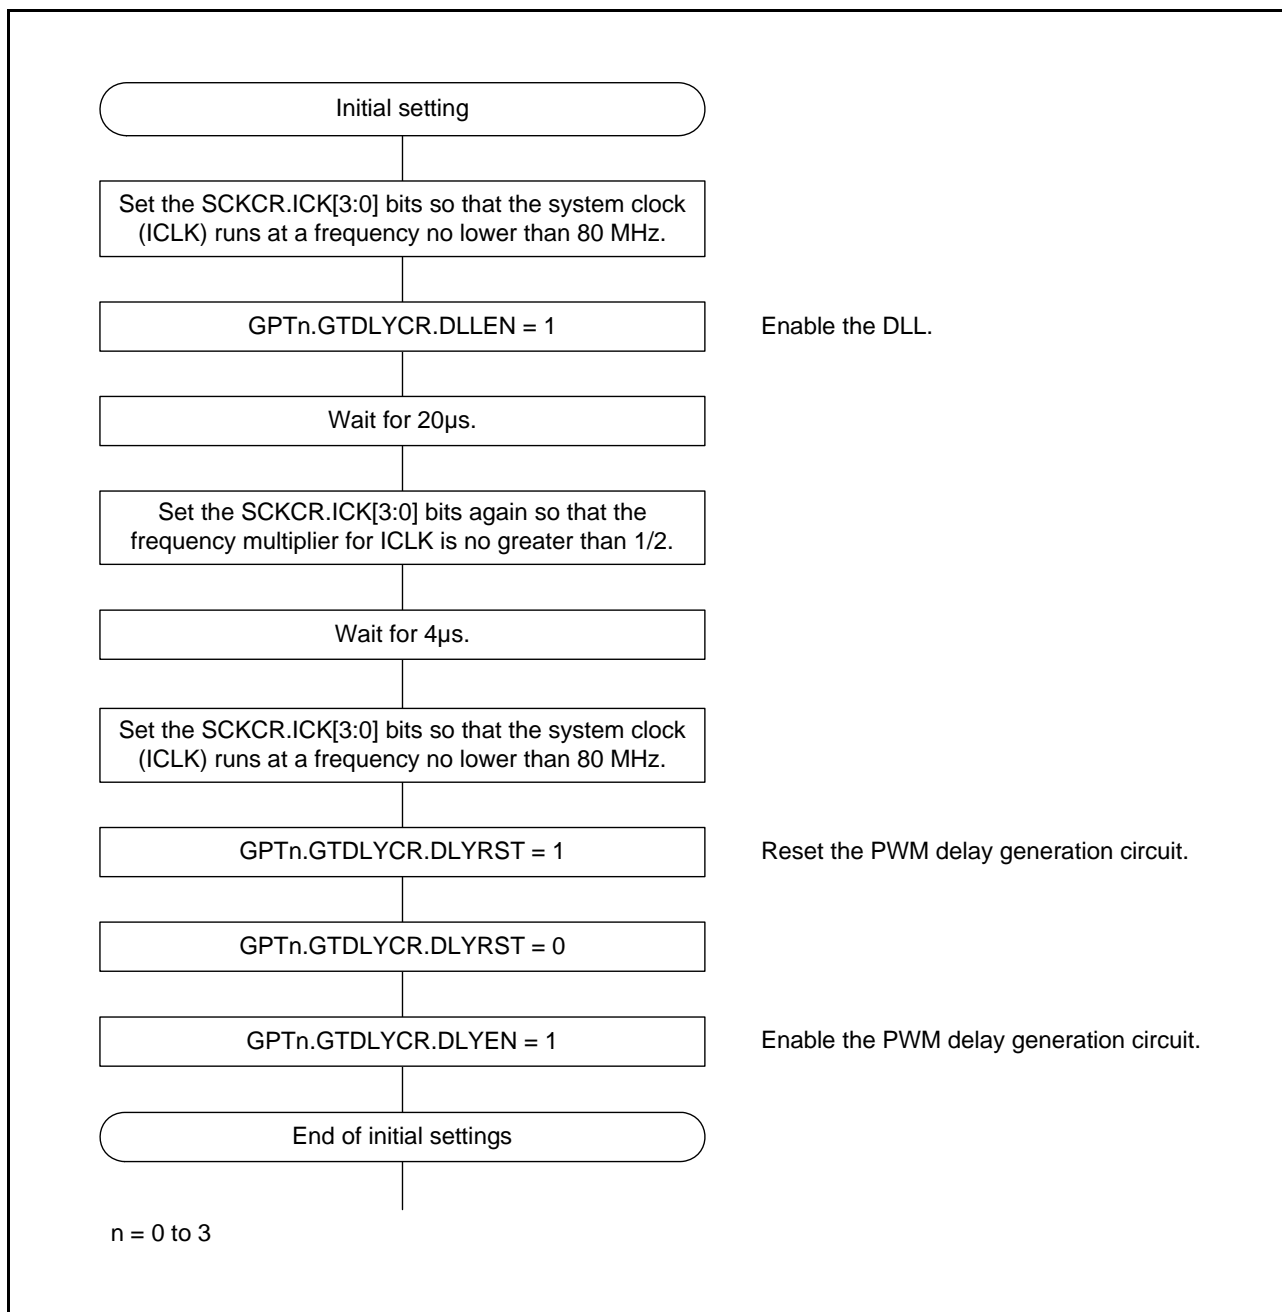 Initial setting
Set the SCKCR.ICK[3:0] bits so that the system clock
(ICLK) runs at a frequency no lower than 80 MHz.
GPTn.GTDLYCR.DLLEN = 1
Enable the DLL.
Wait for 20µs.
Set the SCKCR.ICK[3:0] bits again so that the
frequency multiplier for ICLK is no greater than 1/2.
Wait for 4µs.
Set the SCKCR.ICK[3:0] bits so that the system clock
(ICLK) runs at a frequency no lower than 80 MHz.
GPTn.GTDLYCR.DLYRST = 1
Reset the PWM delay generation circuit.
GPTn.GTDLYCR.DLYRST = 0
GPTn.GTDLYCR.DLYEN = 1
Enable the PWM delay generation circuit.
End of initial settings
n = 0 to 3